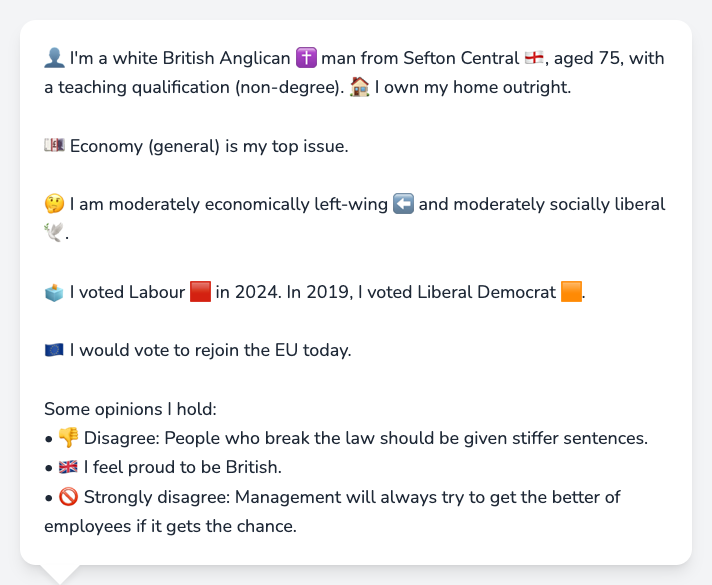 👤 I'm a white British Anglican ✝️ man from Sefton Central 🏴󠁧󠁢󠁥󠁮󠁧󠁿, aged 75, with
a teaching qualification (non-degree). 🏠 I own my home outright.
💷 Economy (general) is my top issue.
🤔 I am moderately economically left-wing ⬅️ and moderately socially liberal
🕊️.
🗳️ I voted Labour 🟥 in 2024. In 2019, I voted Liberal Democrat 🟧.
🇪🇺 I would vote to rejoin the EU today.
Some opinions I hold:
• 👎 Disagree: People who break the law should be given stiffer sentences.
• 🇬🇧 I feel proud to be British.
• 🚫 Strongly disagree: Management will always try to get the better of
employees if it gets the chance.